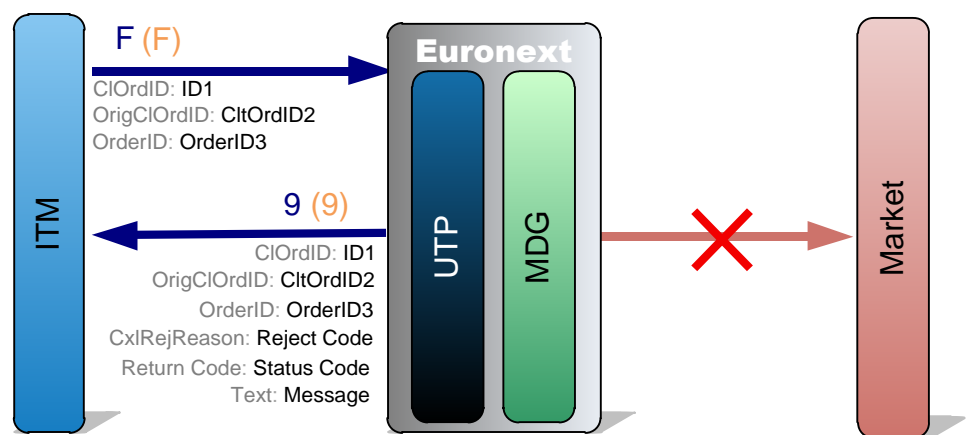 F (F)
ClOrdID: ID1
OrigClOrdID: CltOrdID2
OrderID: OrderID3
ITM
9 (9)
ClOrdID: ID1
OrigClOrdID: CltOrdID2
OrderID: OrderID3
CxlRejReason: Reject Code
Return Code: Status Code
Text: Message
Euronext
UTP
MDG
Market